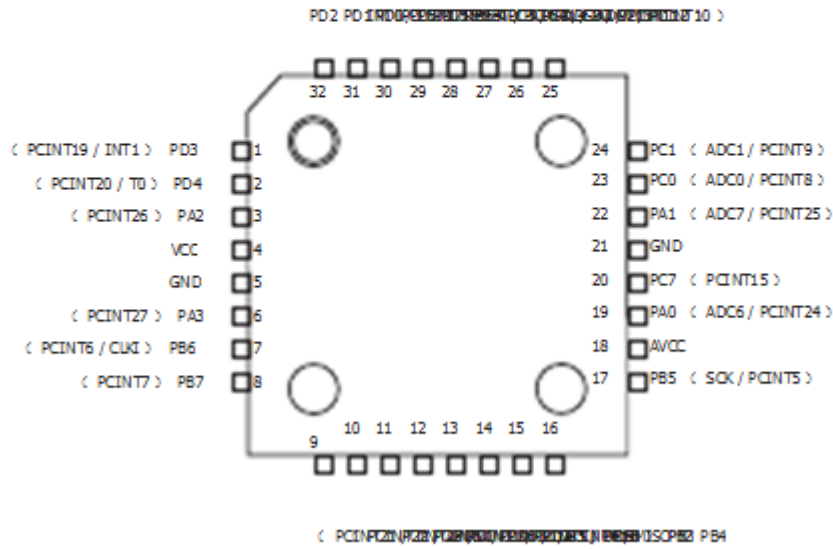 PD2 PD1
32 31 30 29 28 27 26 25
( PCINT19 / INT1 ) PD3 1
24 PC1 ( ADC1 / PCINT9 )
( PCINT20 / T0 ) PD4 2
23 PC0 ( ADC0 / PCINT8 )
( PCINT26 ) PA2 3
22 PA1 ( ADC7 / PCINT25 )
VCC 4
21 GND
GND 5
20 PC7 ( PCINT15 )
( PCINT27 ) PA3 6
19 PA0 ( ADC6 / PCINT24 )
( PCINT6 / CLKI ) PB6 7
18 AVCC
( PCINT7 ) PB7 8
17 PB5 ( SCK / PCINT5 )
9 10 11 12 13 14 15 16
PB4